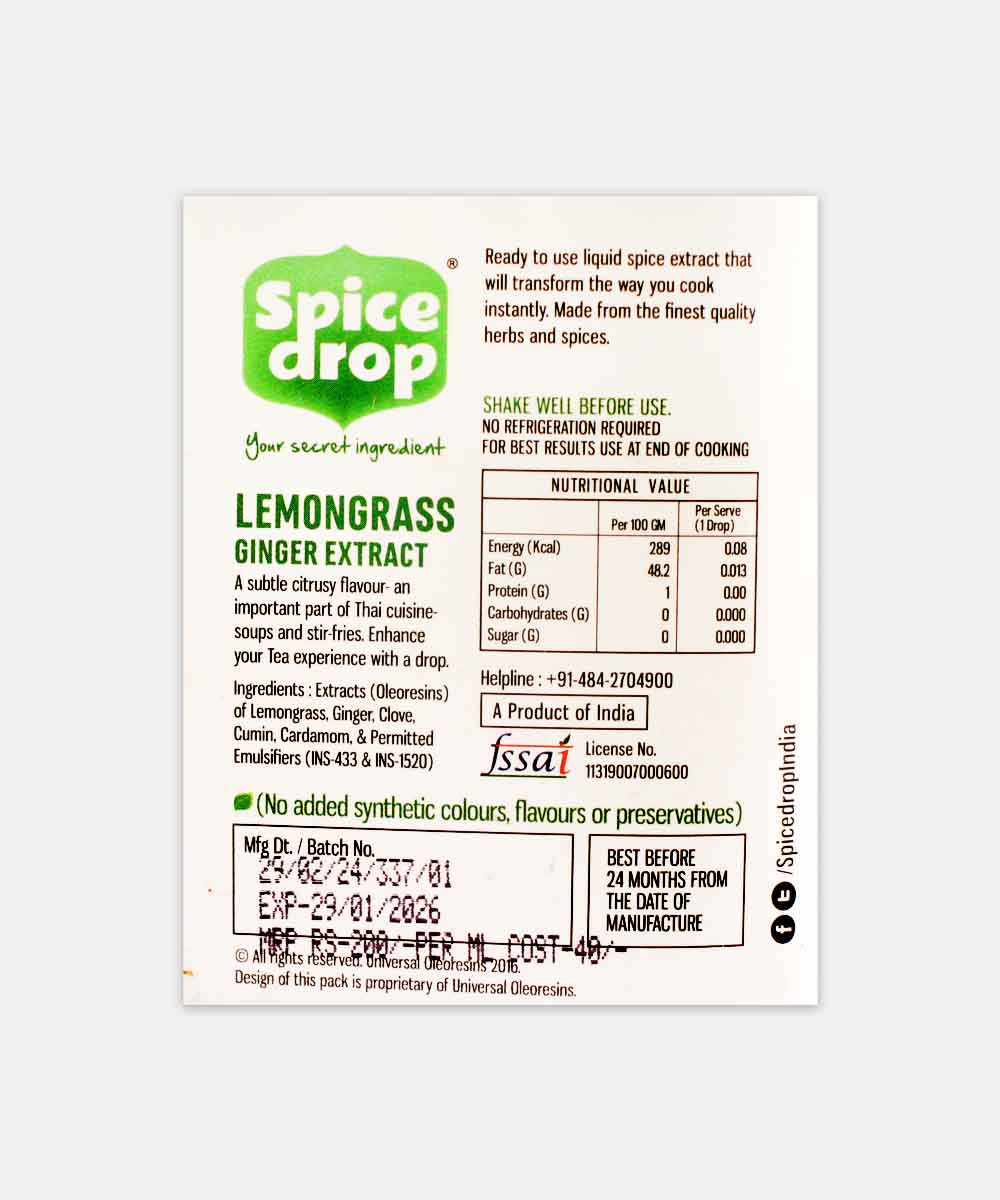 Spice
drop
®
Your secret ingredient
LEMONGRASS
GINGER EXTRACT
A subtle citrusy flavour- an
important part of Thai cuisine-
soups and stir-fries. Enhance
your Tea experience with a drop.
Ingredients : Extracts (Oleoresins)
of Lemongrass, Ginger, Clove,
Cumin, Cardamom, & Permitted
Emulsifiers (INS-433 & INS-1520)
Ready to use liquid spice extract that
will transform the way you cook
instantly. Made from the finest quality
herbs and spices.
SHAKE WELL BEFORE USE.
NO REFRIGERATION REQUIRED
FOR BEST RESULTS USE AT END OF COOKING
NUTRITIONAL VALUE
Per 100 GM Per Serve (1 Drop)
Energy (Kcal) 289 0.08
Fat (G) 48.2 0.013
Protein (G) 1 0.00
Carbohydrates (G) 0 0.000
Sugar (G) 0 0.000
Helpline : +91-484-2704900
A Product of India
fssai License No.
11319007000600
(No added synthetic colours, flavours or preservatives)
Mfg Dt. / Batch No.
29/02/24/337/01
EXP-29/01/2026
MRP RS-200/-PER ML COST-40/-
BEST BEFORE
24 MONTHS FROM
THE DATE OF
MANUFACTURE
© All rights reserved. Universal Oleoresins 2016.
Design of this pack is proprietary of Universal Oleoresins.
/SpicedropIndia